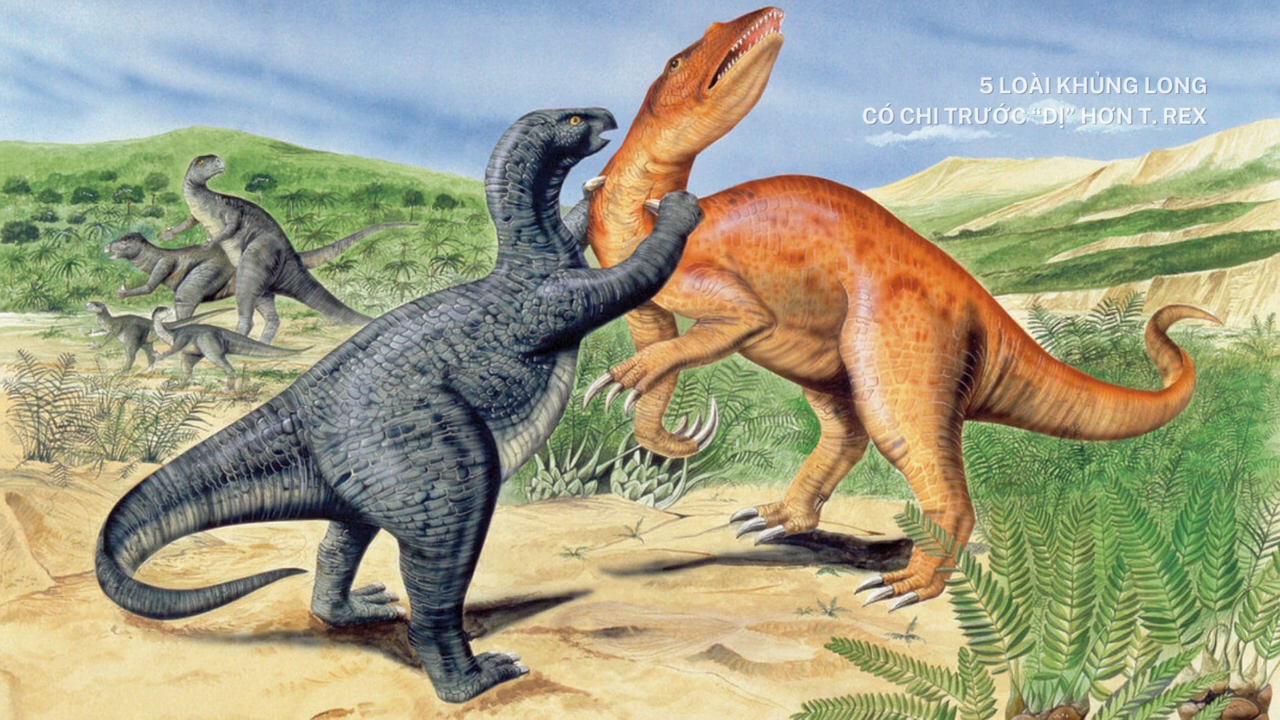 5 LOÀI KHỦNG LONG
CÓ CHI TRƯỚC “DỊ” HƠN T. REX